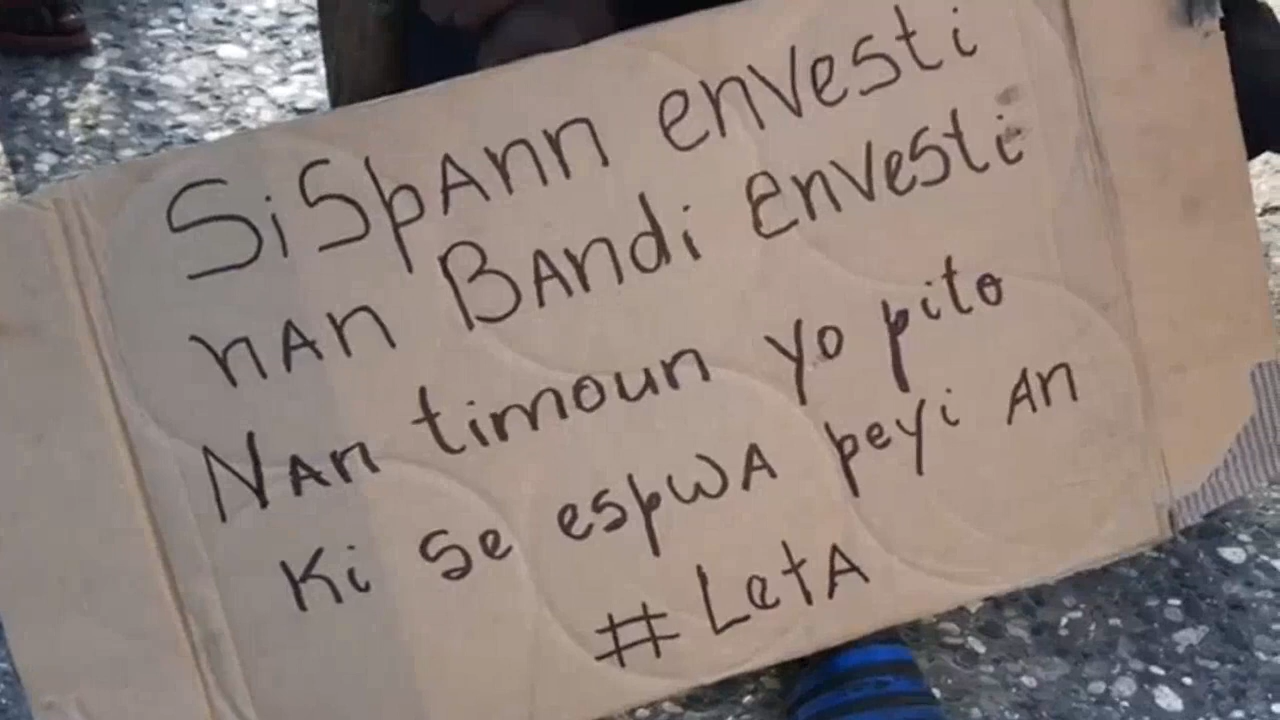 SiSpAnn envesti
nAn BAndi envesti
NAn timoun yo pito
Ki Se espwA peyi An
# LetA